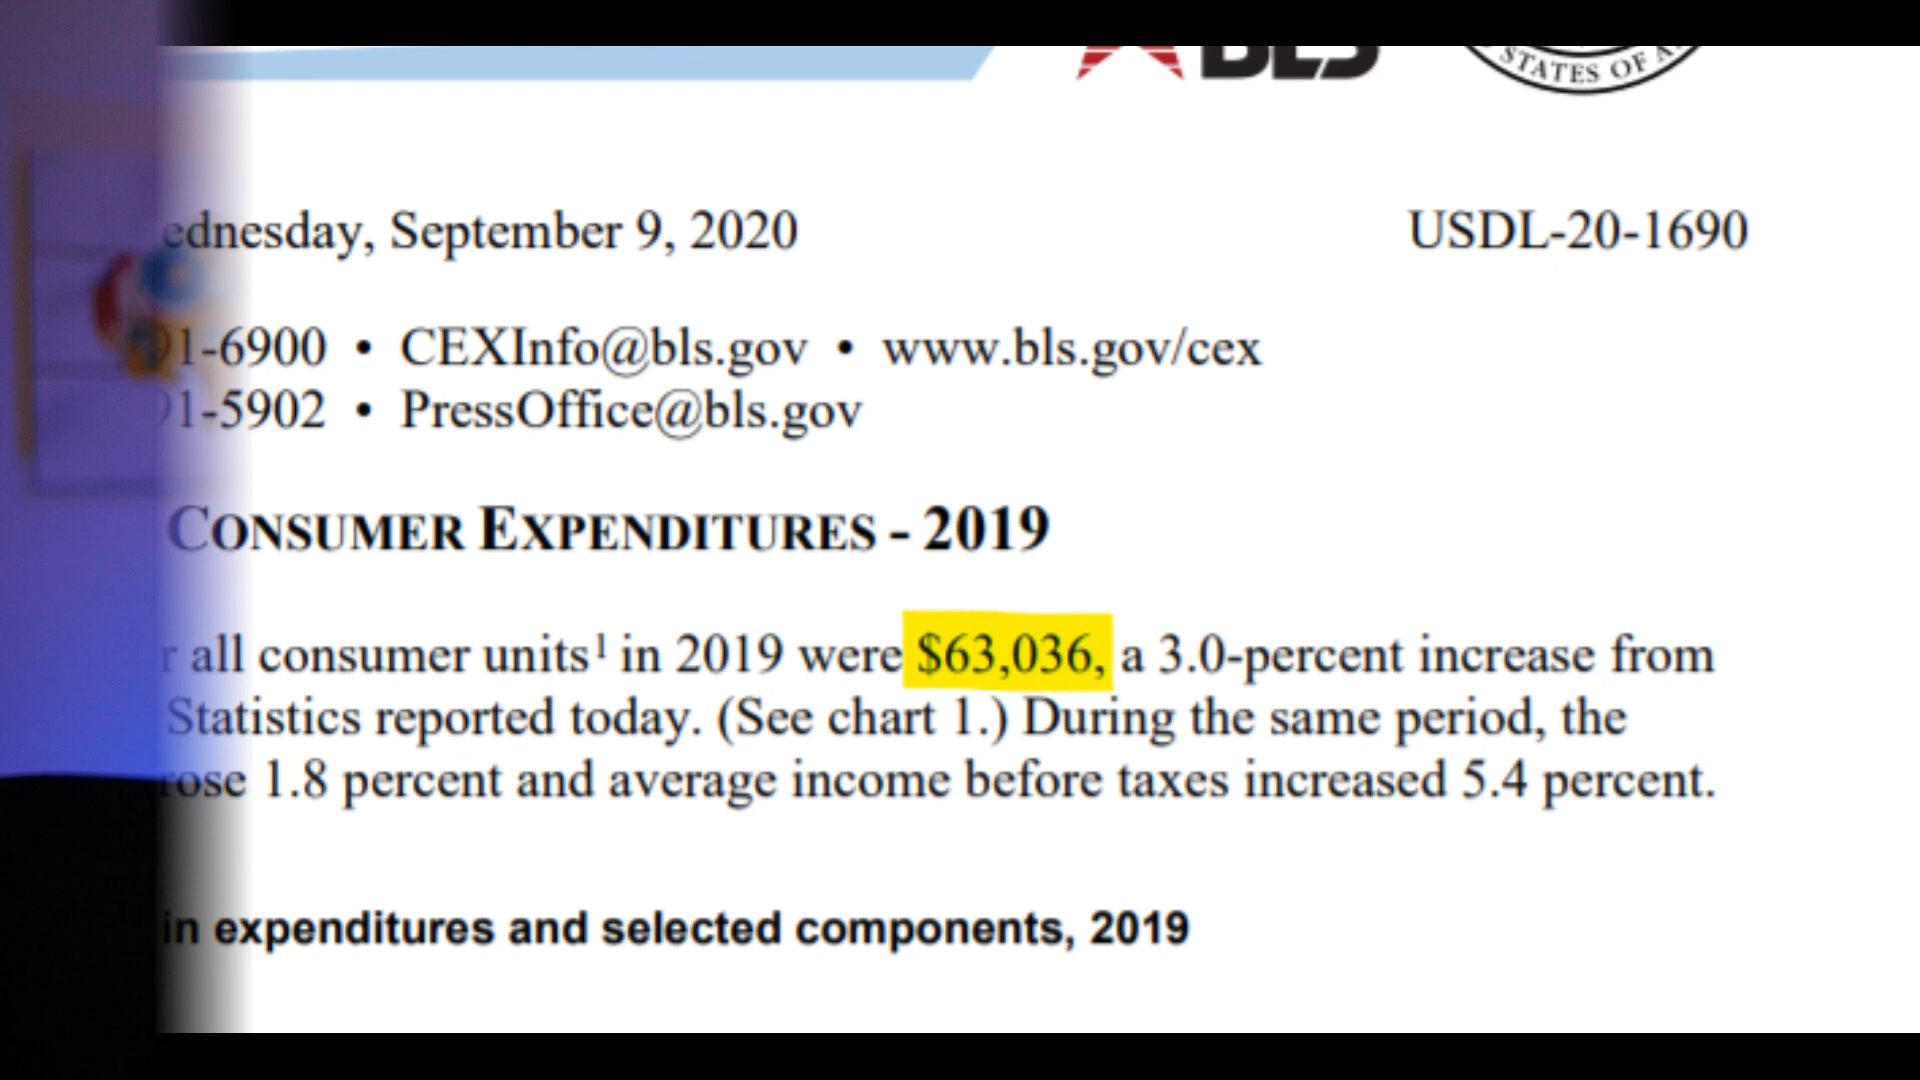 BLS
STATES OF A
ednesday, September 9, 2020 USDL-20-1690
91-6900 • CEXInfo@bls.gov • www.bls.gov/cex
91-5902 • PressOffice@bls.gov
CONSUMER EXPENDITURES - 2019
r all consumer units¹ in 2019 were $63,036, a 3.0-percent increase from
Statistics reported today. (See chart 1.) During the same period, the
rose 1.8 percent and average income before taxes increased 5.4 percent.
in expenditures and selected components, 2019